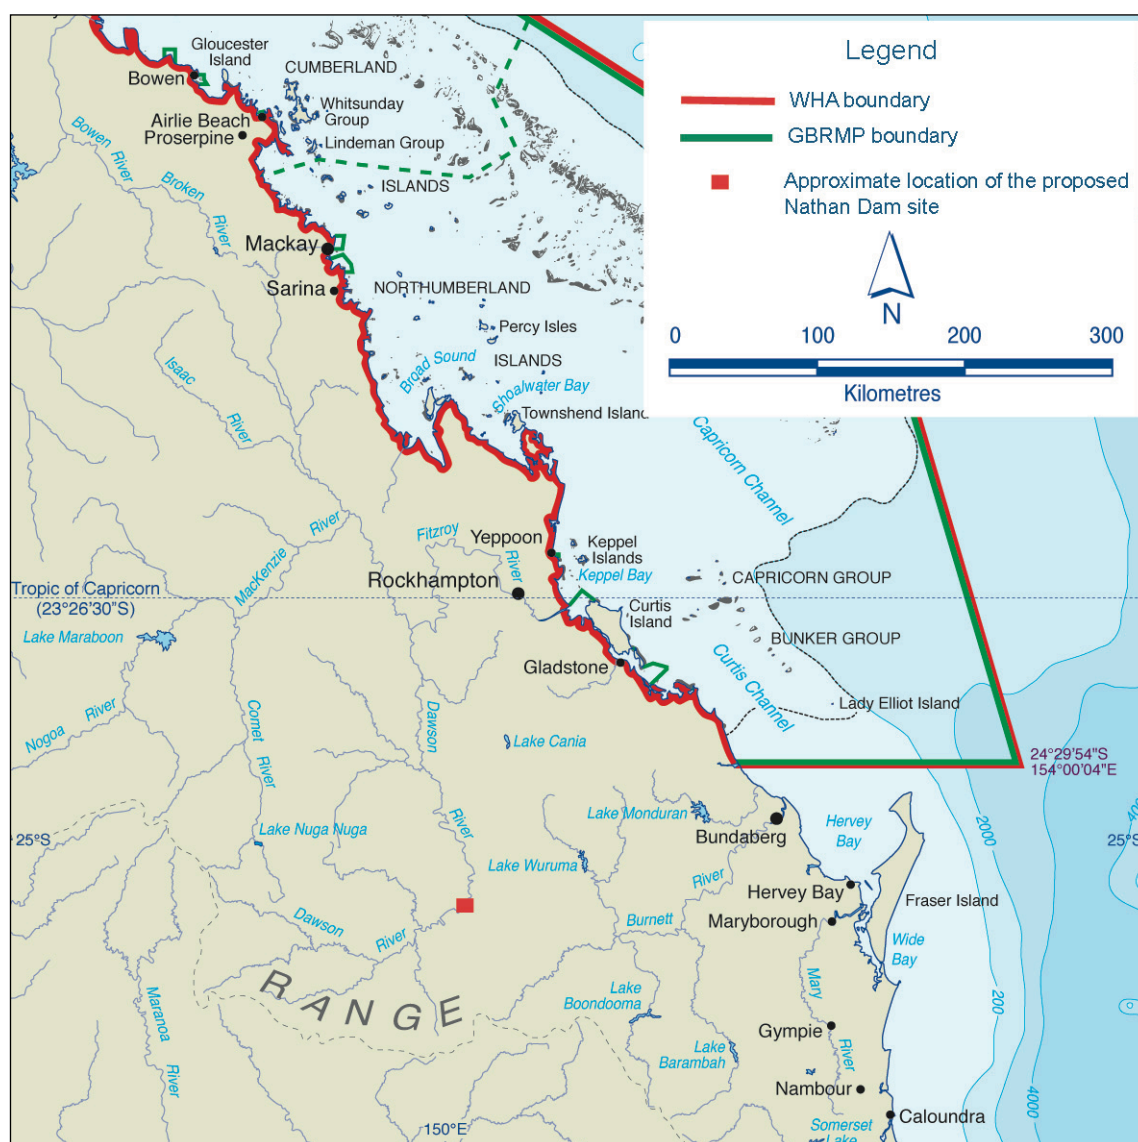 Legend
WHA boundary
GBRMP boundary
Approximate location of the proposed
Nathan Dam site
N
0
100
200
300
Kilometres
Gloucester
Island
Bowen
CUMBERLAND
Whitsunday
Group
Airlie Beach
Proserpine
Lindeman Group
ISLANDS
Bowen
River
Broken
River
Mackay
Sarina
NORTHUMBERLAND
Percy Isles
ISLANDS
Broad Sound
Shoalwater Bay
Townshend Island
Isaac
River
Capricorn Channel
Fitzroy
River
Yeppoon
Keppel
Islands
Keppel Bay
MacKenzie
River
Rockhampton
CAPRICORN GROUP
Tropic of Capricorn
(23°26'30"S)
Curtis
Island
Lake Maraboon
BUNKER GROUP
Gladstone
Curtis Channel
Lady Elliot Island
Nogoa
River
Comet
River
Dawson
River
Lake Cania
24°29'54"S
154°00'04"E
Lake Monduran
Bundaberg
Hervey
Bay
25°S
25°S
Lake Nuga Nuga
Lake Wuruma
River
Burnett
Hervey Bay
Fraser Island
Maryborough
Dawson
River
Wide
Bay
RANGE
Lake
Boondooma
Mary
River
Maranoa
River
Gympie
Lake
Barambah
Nambour
Caloundra
Somerset
Lake
150°E
2000
200
4000